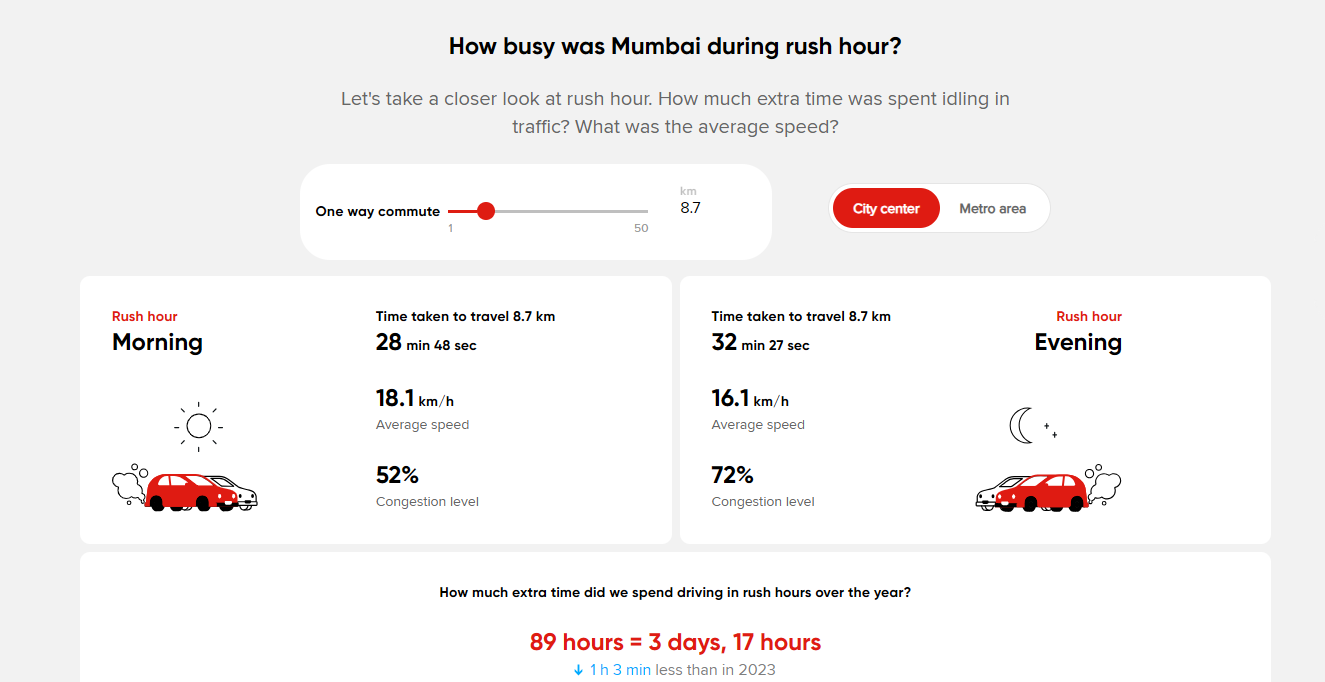 How busy was Mumbai during rush hour?
Let's take a closer look at rush hour. How much extra time was spent idling in
traffic? What was the average speed?
One way commute
1
50
km
8.7
City center
Metro area
Rush hour
Morning
Time taken to travel 8.7 km
28 min 48 sec
18.1 km/h
Average speed
52%
Congestion level
Time taken to travel 8.7 km
32 min 27 sec
16.1 km/h
Average speed
72%
Congestion level
Rush hour
Evening
How much extra time did we spend driving in rush hours over the year?
89 hours = 3 days, 17 hours
↓ 1 h 3 min less than in 2023